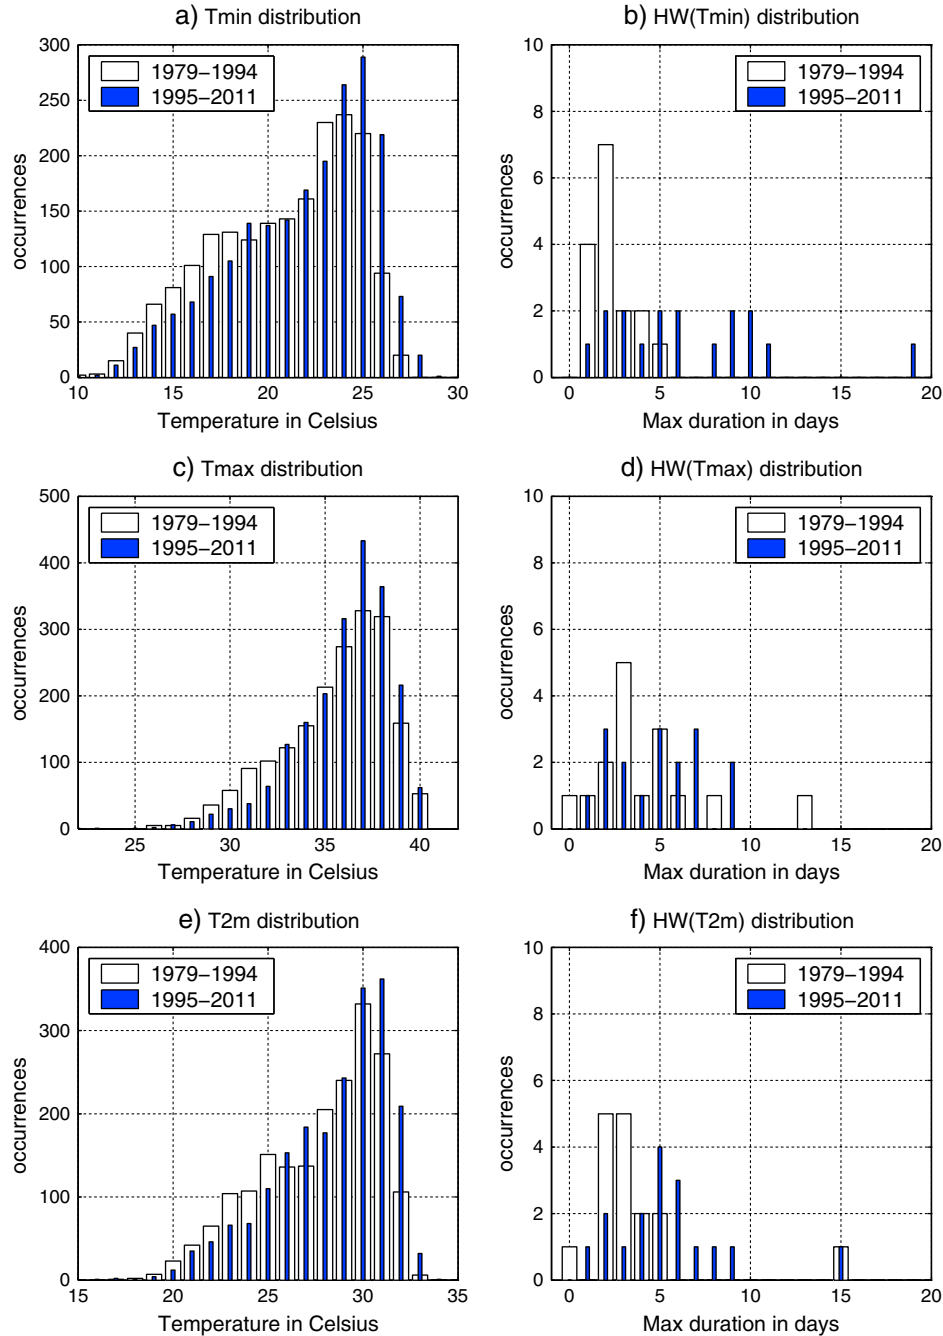 a) Tmin distribution
300
250
200
150
100
50
0
occurrences
1979−1994
1995−2011
10 15 20 25 30
Temperature in Celsius
b) HW(Tmin) distribution
10
8
6
4
2
0
occurrences
1979−1994
1995−2011
0 5 10 15 20
Max duration in days
c) Tmax distribution
500
400
300
200
100
0
occurrences
1979−1994
1995−2011
25 30 35 40
Temperature in Celsius
d) HW(Tmax) distribution
10
8
6
4
2
0
occurrences
1979−1994
1995−2011
0 5 10 15 20
Max duration in days
e) T2m distribution
400
300
200
100
0
occurrences
1979−1994
1995−2011
15 20 25 30 35
Temperature in Celsius
f) HW(T2m) distribution
10
8
6
4
2
0
occurrences
1979−1994
1995−2011
0 5 10 15 20
Max duration in days